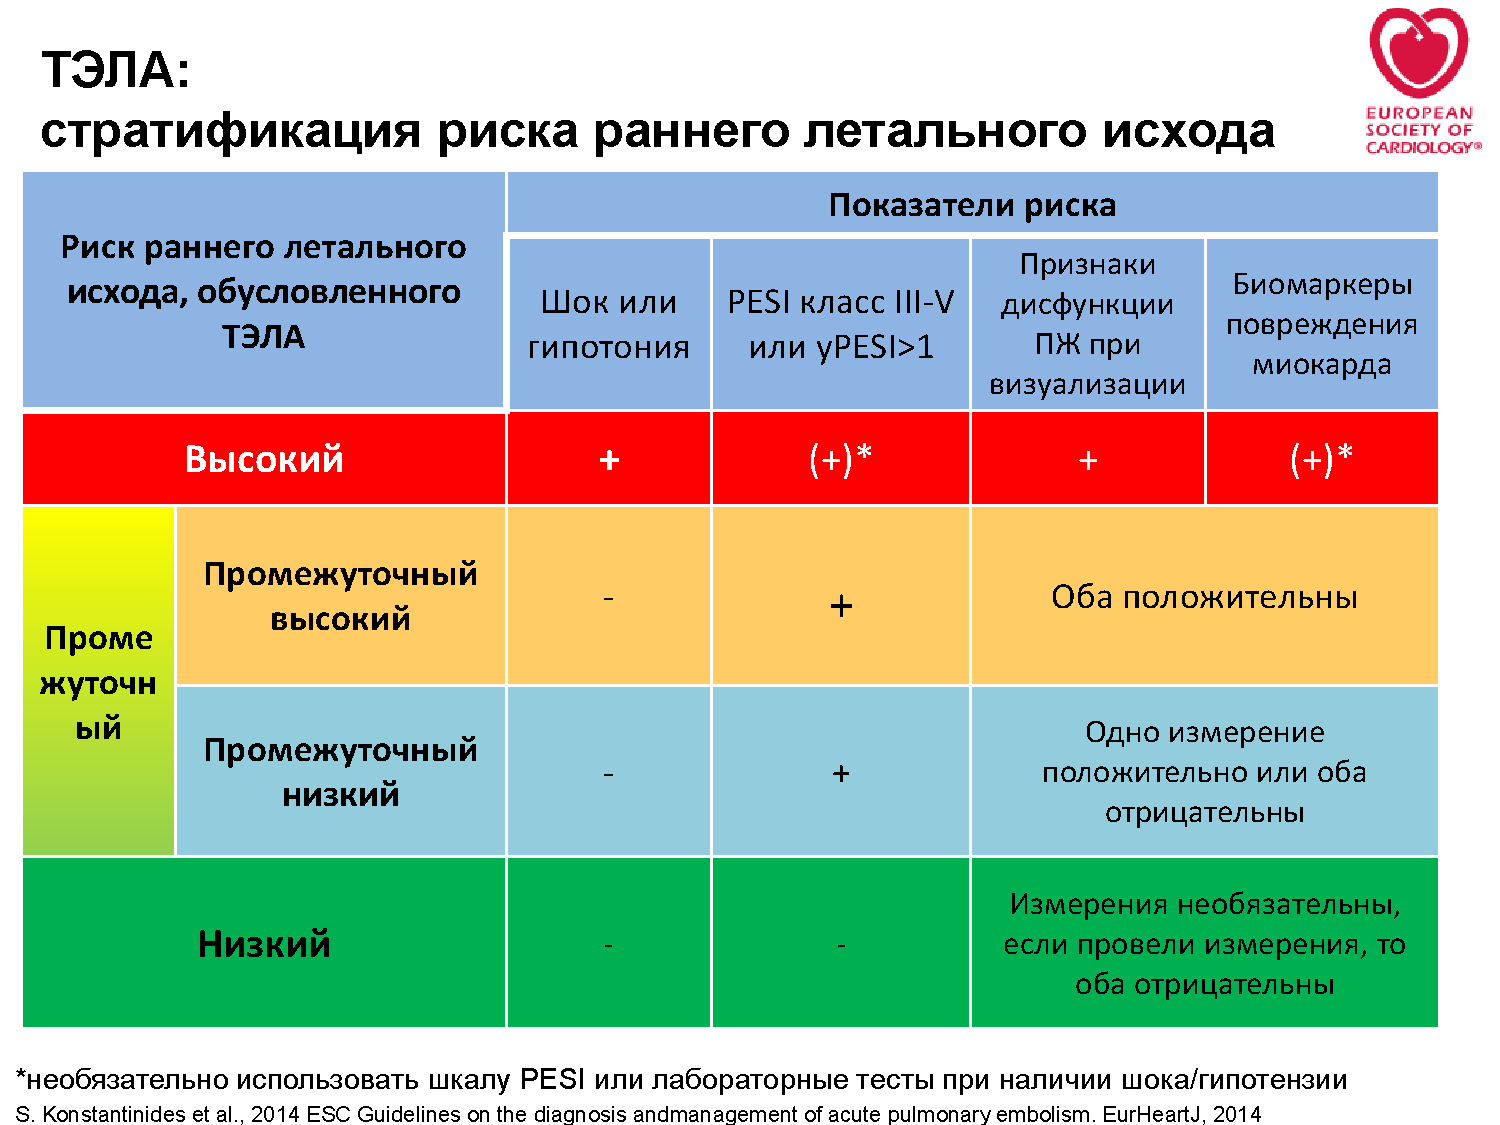 ТЭЛА:
стратификация риска раннего летального исхода
EUROPEAN
SOCIETY OF
CARDIOLOGY®
Риск раннего летального
исхода, обусловленного
ТЭЛА
Показатели риска
Шок или
гипотония
PESI класс III-V
или yPESI>1
Признаки
дисфункции
ПЖ при
визуализации
Биомаркеры
повреждения
миокарда
Высокий
+
(+)*
+
(+)*
Проме
жуточн
ый
Промежуточный
высокий
-
+
Оба положительны
Промежуточный
низкий
-
+
Одно измерение
положительно или оба
отрицательны
Низкий
-
-
Измерения необязательны,
если провели измерения, то
оба отрицательны
*необязательно использовать шкалу PESI или лабораторные тесты при наличии шока/гипотензии
S. Konstantinides et al., 2014 ESC Guidelines on the diagnosis andmanagement of acute pulmonary embolism. EurHeartJ, 2014